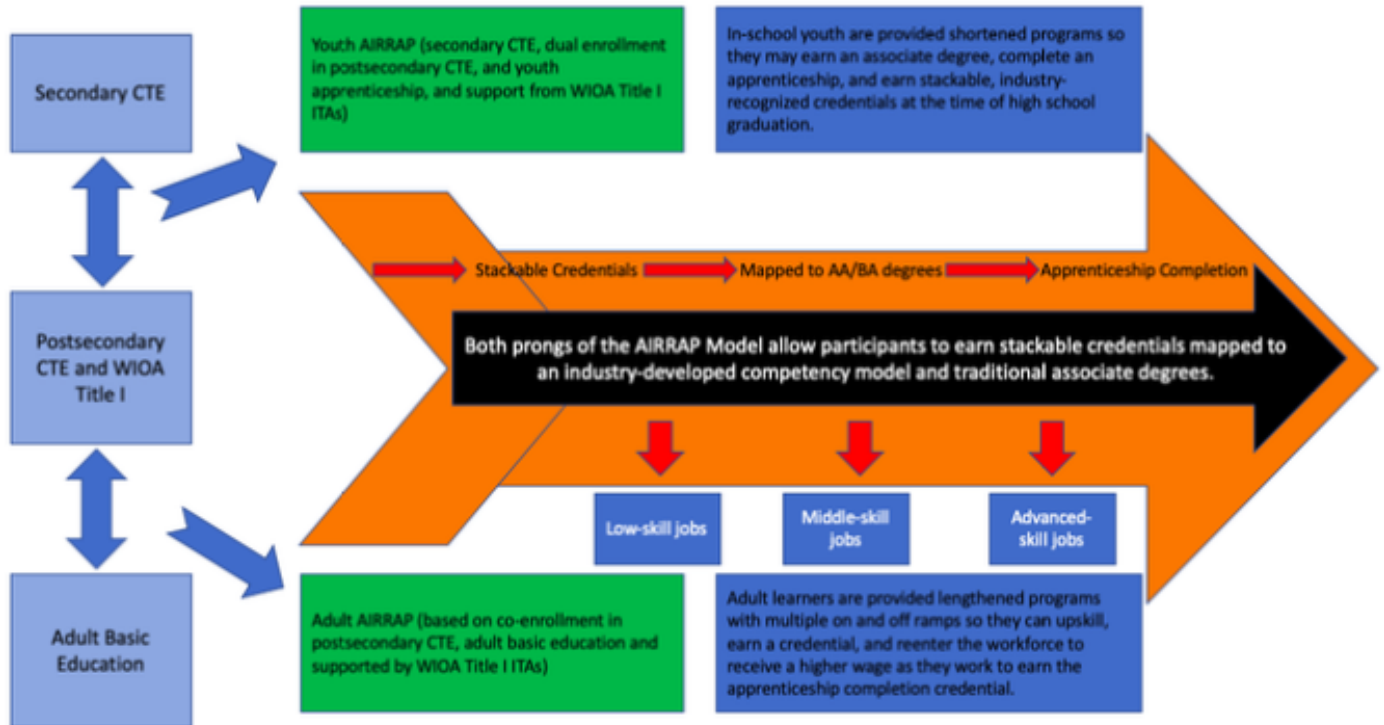 Secondary CTE
Youth AIRRAP (secondary CTE, dual enrollment
in postsecondary CTE, and youth
apprenticeship, and support from WIOA Title I
ITAs)
In-school youth are provided shortened programs so
they may earn an associate degree, complete an
apprenticeship, and earn stackable, industry-
recognized credentials at the time of high school
graduation.
Stackable Credentials
Mapped to AA/BA degrees
Apprenticeship Completion
Postsecondary
CTE and WIOA
Title I
Both prongs of the AIRRAP Model allow participants to earn stackable credentials mapped to
an industry-developed competency model and traditional associate degrees.
Low-skill jobs
Middle-skill
jobs
Advanced-
skill jobs
Adult Basic
Education
Adult AIRRAP (based on co-enrollment in
postsecondary CTE, adult basic education and
supported by WIOA Title I ITAs)
Adult learners are provided lengthened programs
with multiple on and off ramps so they can upskill,
earn a credential, and reenter the workforce to
receive a higher wage as they work to earn the
apprenticeship completion credential.